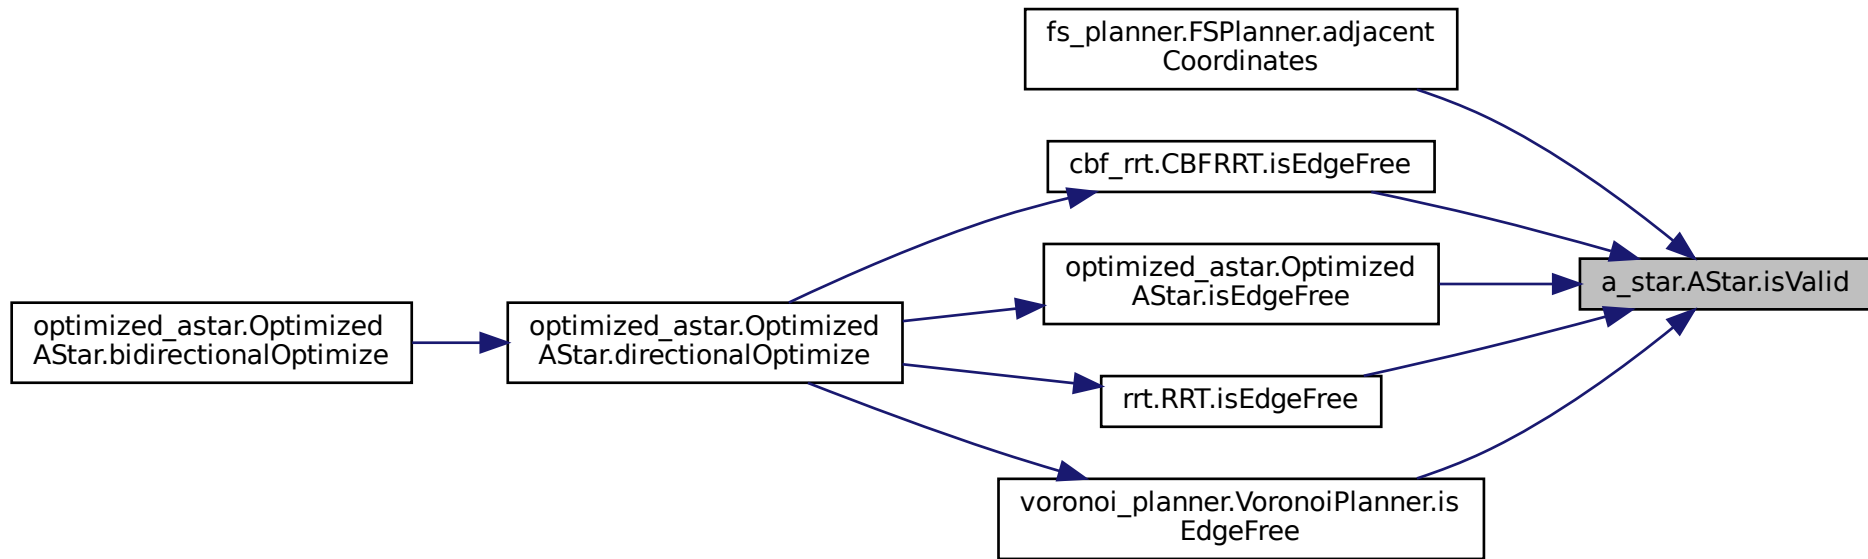 fs_planner.FSPlanner.adjacent
Coordinates
cbf_rrt.CBFRRT.isEdgeFree
optimized_astar.Optimized
AStar.isEdgeFree
a_star.AStar.isValid
optimized_astar.Optimized
AStar.bidirectionalOptimize
optimized_astar.Optimized
AStar.directionalOptimize
rrt.RRT.isEdgeFree
voronoi_planner.VoronoiPlanner.is
EdgeFree